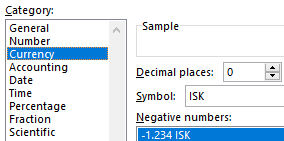 Category:
General
Number
Currency
Accounting
Date
Time
Percentage
Fraction
Scientific
Sample
Decimal places: 0
Symbol: ISK
Negative numbers:
-1.234 ISK